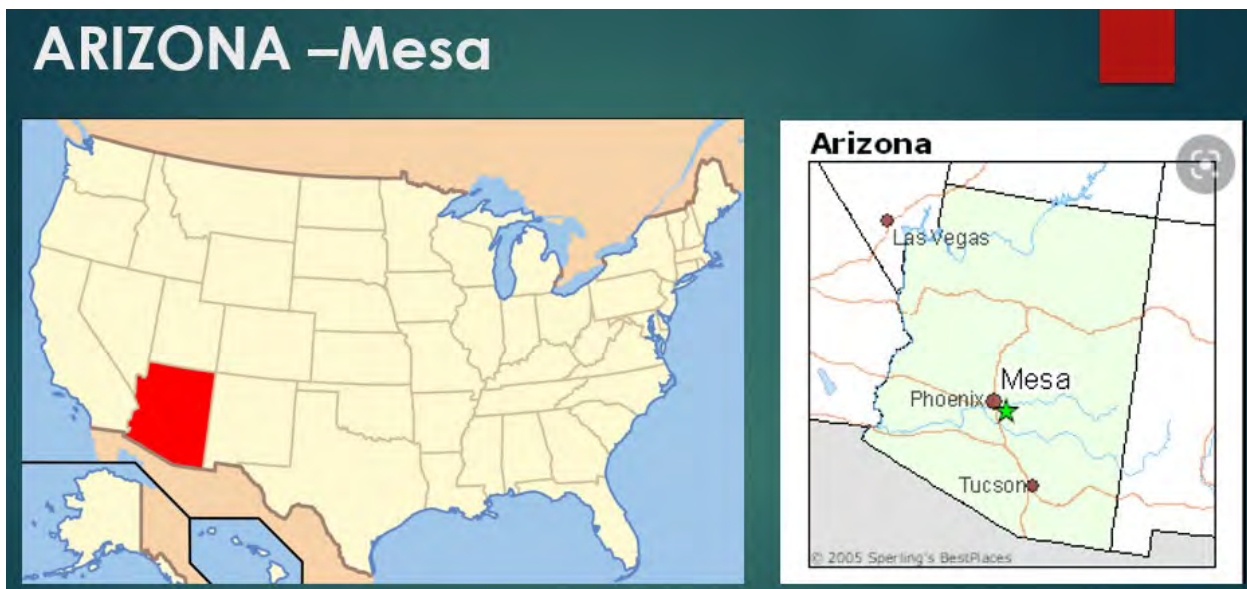 ARIZONA –Mesa
Arizona
Las Vegas
Mesa
Phoenix
Tucson
© 2005 Sperling's BestPlaces